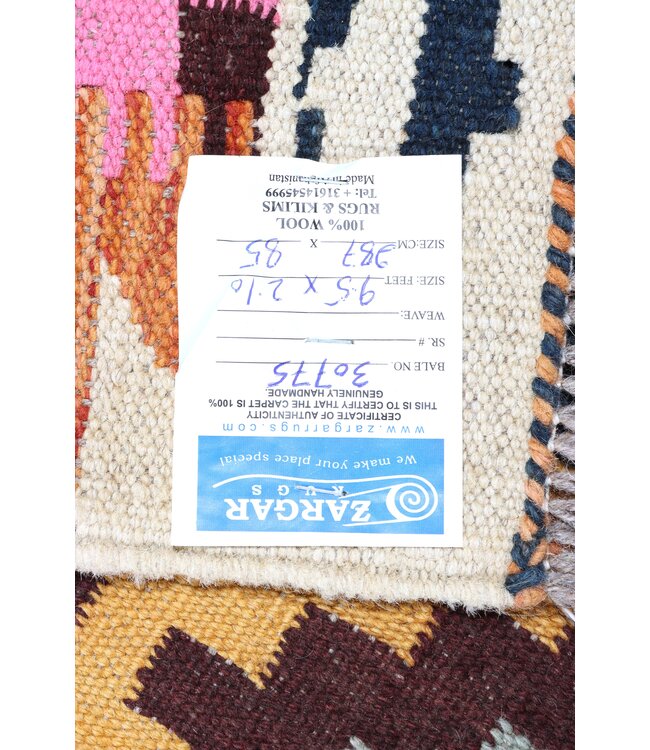 ZARGAR
RUGS
We make your place special
www.zargarrugs.com
CERTIFICATE OF AUTHENTICITY
THIS IS TO CERTIFY THAT THE CARPET IS 100%
GENUINELY HANDMADE.
BALE NO. 30775
SR. #
WEAVE:
SIZE: FEET 9.5 x 2.10
SIZE:CM 287 x 85
100% WOOL
RUGS & KILIMS
Tel: + 31614545999
Made in Afghanistan